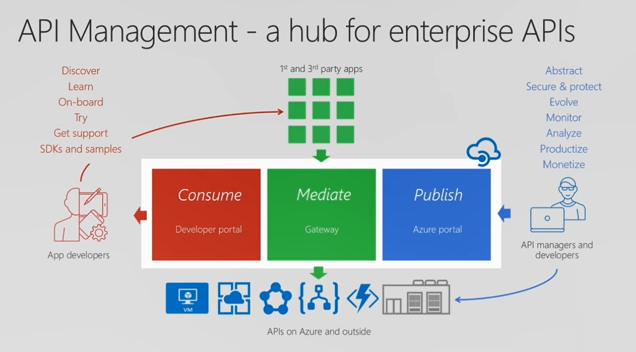 API Management - a hub for enterprise APIs
Discover
Learn
On-board
Try
Get support
SDKs and samples
1st and 3rd party apps
Abstract
Secure & protect
Evolve
Monitor
Analyze
Productize
Monetize
Consume
Developer portal
Mediate
Gateway
Publish
Azure portal
App developers
API managers and
developers
VM
APIs on Azure and outside